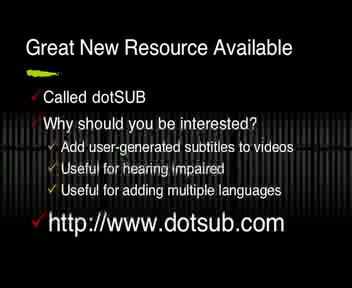 Great New Resource Available
Called dotSUB
Why should you be interested?
Add user-generated subtitles to videos
Useful for hearing impaired
Useful for adding multiple languages
http://www.dotsub.com